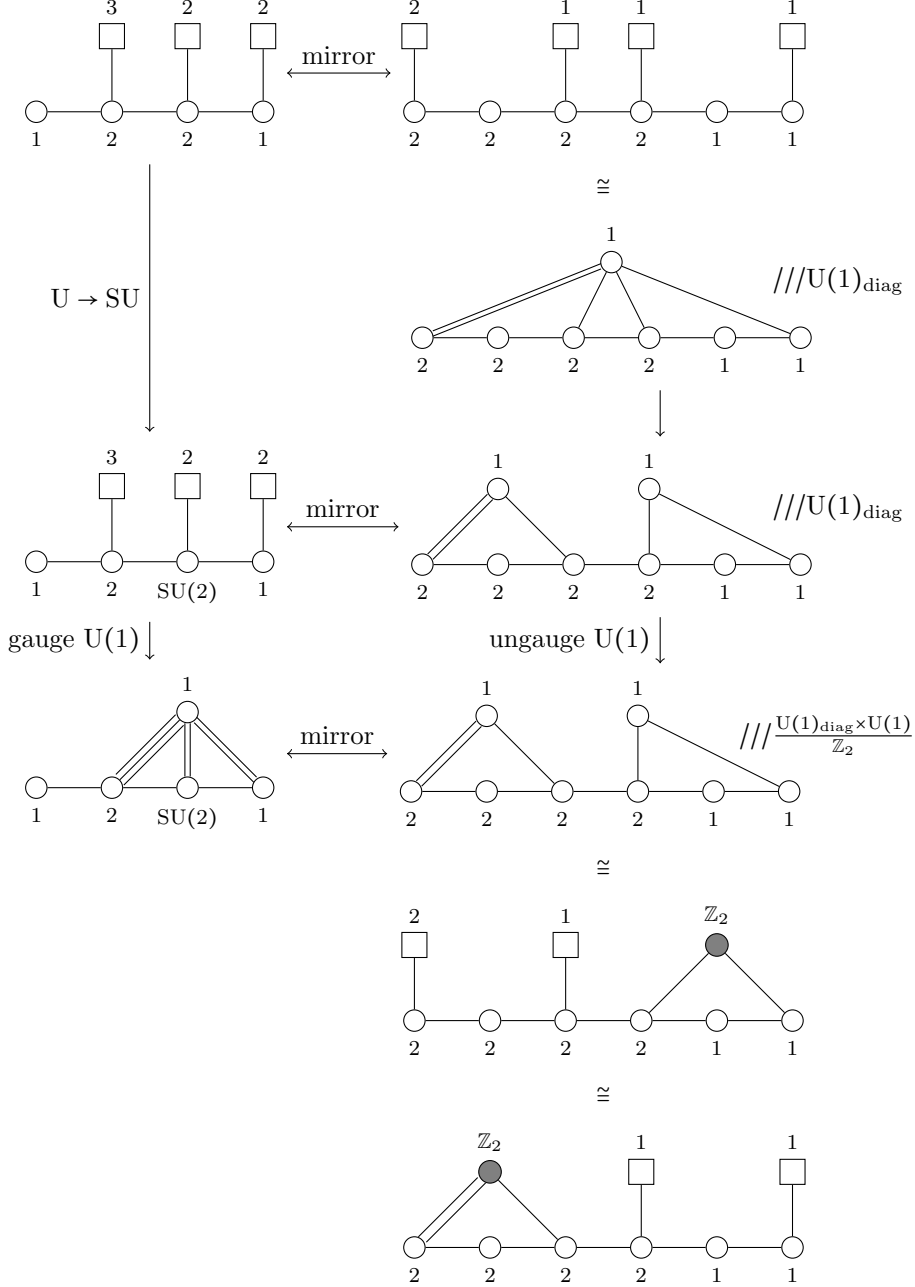 3 2 2 2 1 1 1
mirror
1 2 2 1 2 2 2 2 1 1
≅
1
///U(1)diag
U → SU
2 2 2 2 1 1
3 2 2 1 1
///U(1)diag
mirror
1 2 SU(2) 1 2 2 2 2 1 1
gauge U(1) ungauge U(1)
1 1 1
mirror
///U(1)diag×U(1)
ℤ2
1 2 SU(2) 1 2 2 2 2 1 1
≅
2 1 ℤ2
2 2 2 2 1 1
≅
ℤ2 1 1
2 2 2 2 1 1